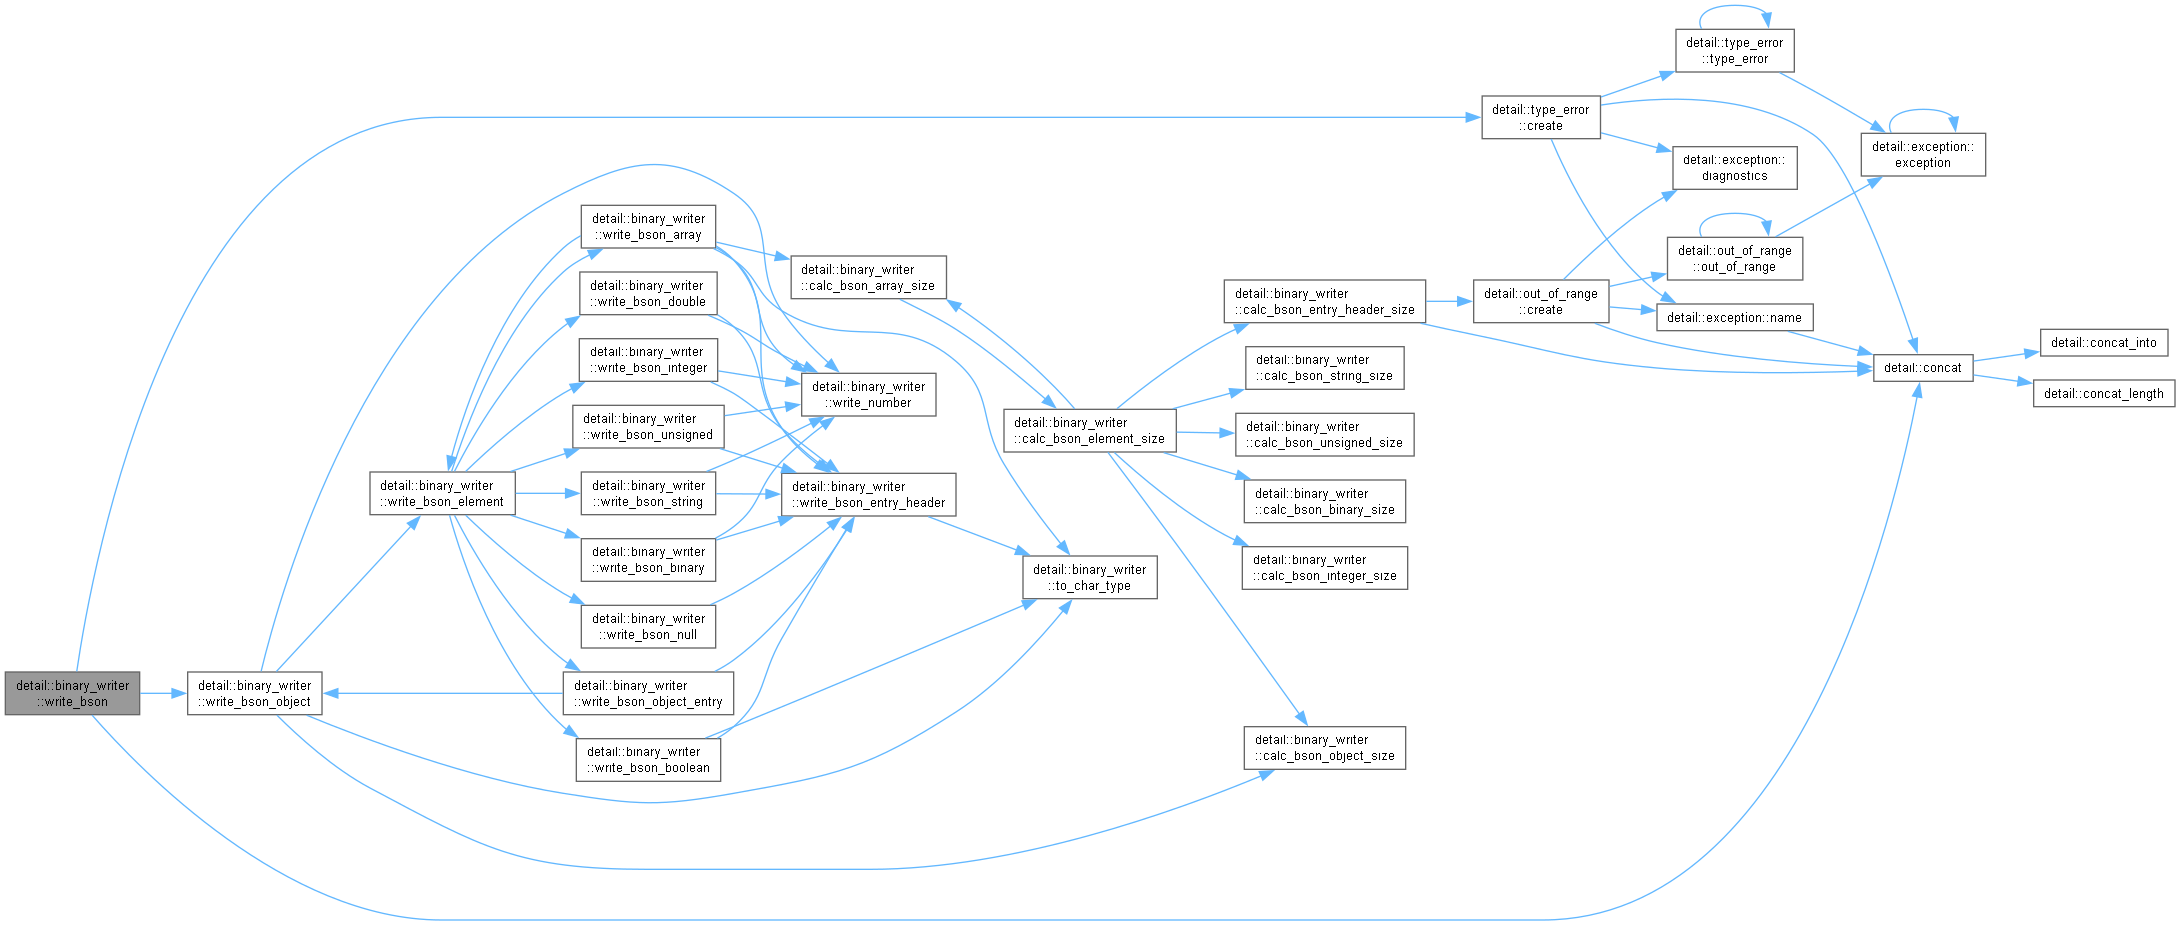 detail::binary_writer
::write_bson
detail::binary_writer
::write_bson_object
detail::binary_writer
::write_bson_element
detail::binary_writer
::write_bson_array
detail::binary_writer
::write_bson_double
detail::binary_writer
::write_bson_integer
detail::binary_writer
::write_bson_unsigned
detail::binary_writer
::write_bson_string
detail::binary_writer
::write_bson_binary
detail::binary_writer
::write_bson_null
detail::binary_writer
::write_bson_object_entry
detail::binary_writer
::write_bson_boolean
detail::binary_writer
::calc_bson_array_size
detail::binary_writer
::write_number
detail::binary_writer
::write_bson_entry_header
detail::binary_writer
::calc_bson_element_size
detail::binary_writer
::to_char_type
detail::binary_writer
::calc_bson_entry_header_size
detail::binary_writer
::calc_bson_string_size
detail::binary_writer
::calc_bson_unsigned_size
detail::binary_writer
::calc_bson_binary_size
detail::binary_writer
::calc_bson_integer_size
detail::binary_writer
::calc_bson_object_size
detail::type_error
::create
detail::out_of_range
::create
detail::type_error
::type_error
detail::exception::
diagnostics
detail::out_of_range
::out_of_range
detail::exception::name
detail::exception::
exception
detail::concat
detail::concat_into
detail::concat_length